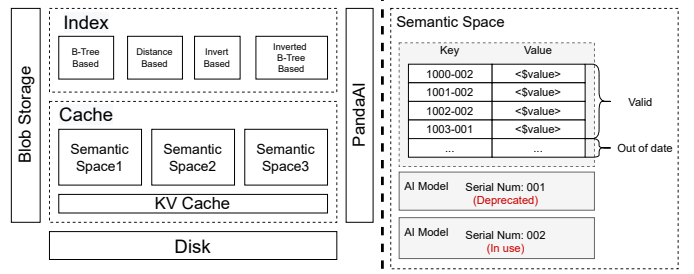 Blob Storage
Index
B-Tree
Based
Distance
Based
Invert
Based
Inverted
B-Tree
Based
Cache
Semantic
Space1
Semantic
Space2
Semantic
Space3
KV Cache
Disk
PandaAI
Semantic Space
Key Value
1000-002 <$value>
1001-002 <$value>
1002-002 <$value>
1003-001 <$value>
... ...
Valid
Out of date
AI Model Serial Num: 001
(Deprecated)
AI Model Serial Num: 002
(In use)